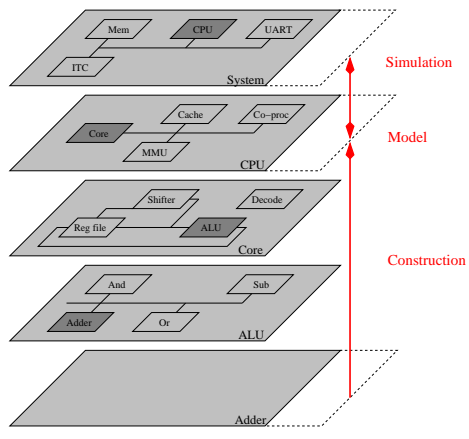 Mem
CPU
UART
ITC
System
Simulation
Cache
Co-proc
Core
MMU
CPU
Model
Shifter
Decode
Reg file
ALU
Core
Construction
And
Sub
Adder
Or
ALU
Adder